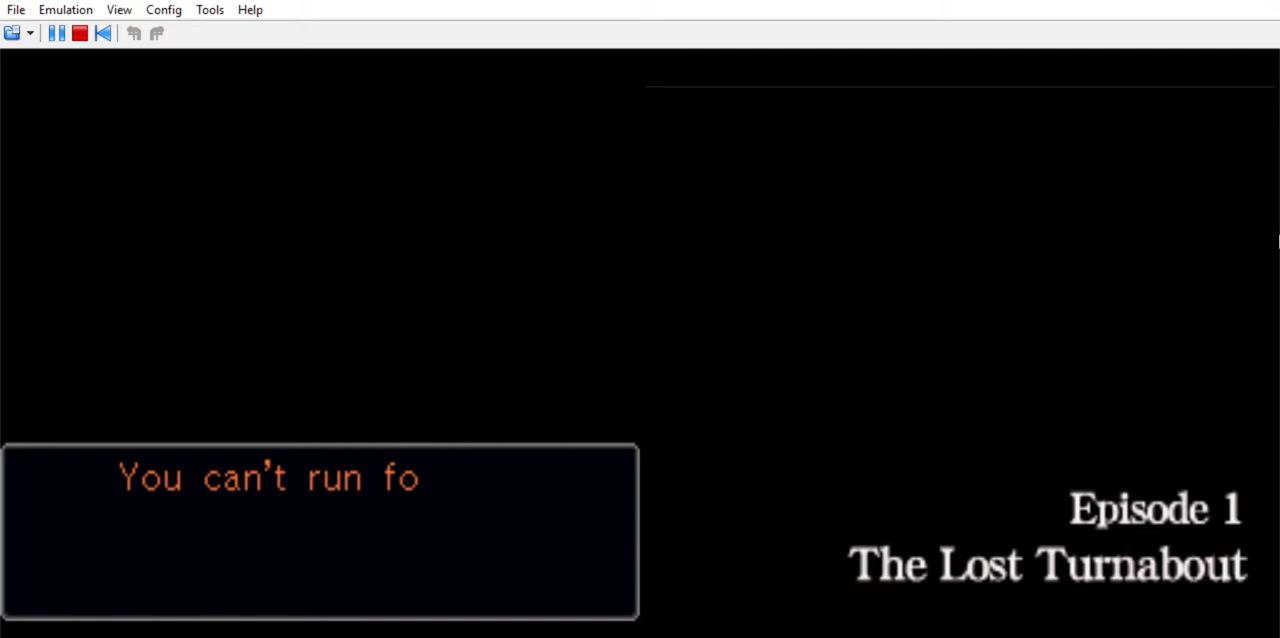 File Emulation View Config Tools Help
You can't run fo
Episode 1
The Lost Turnabout